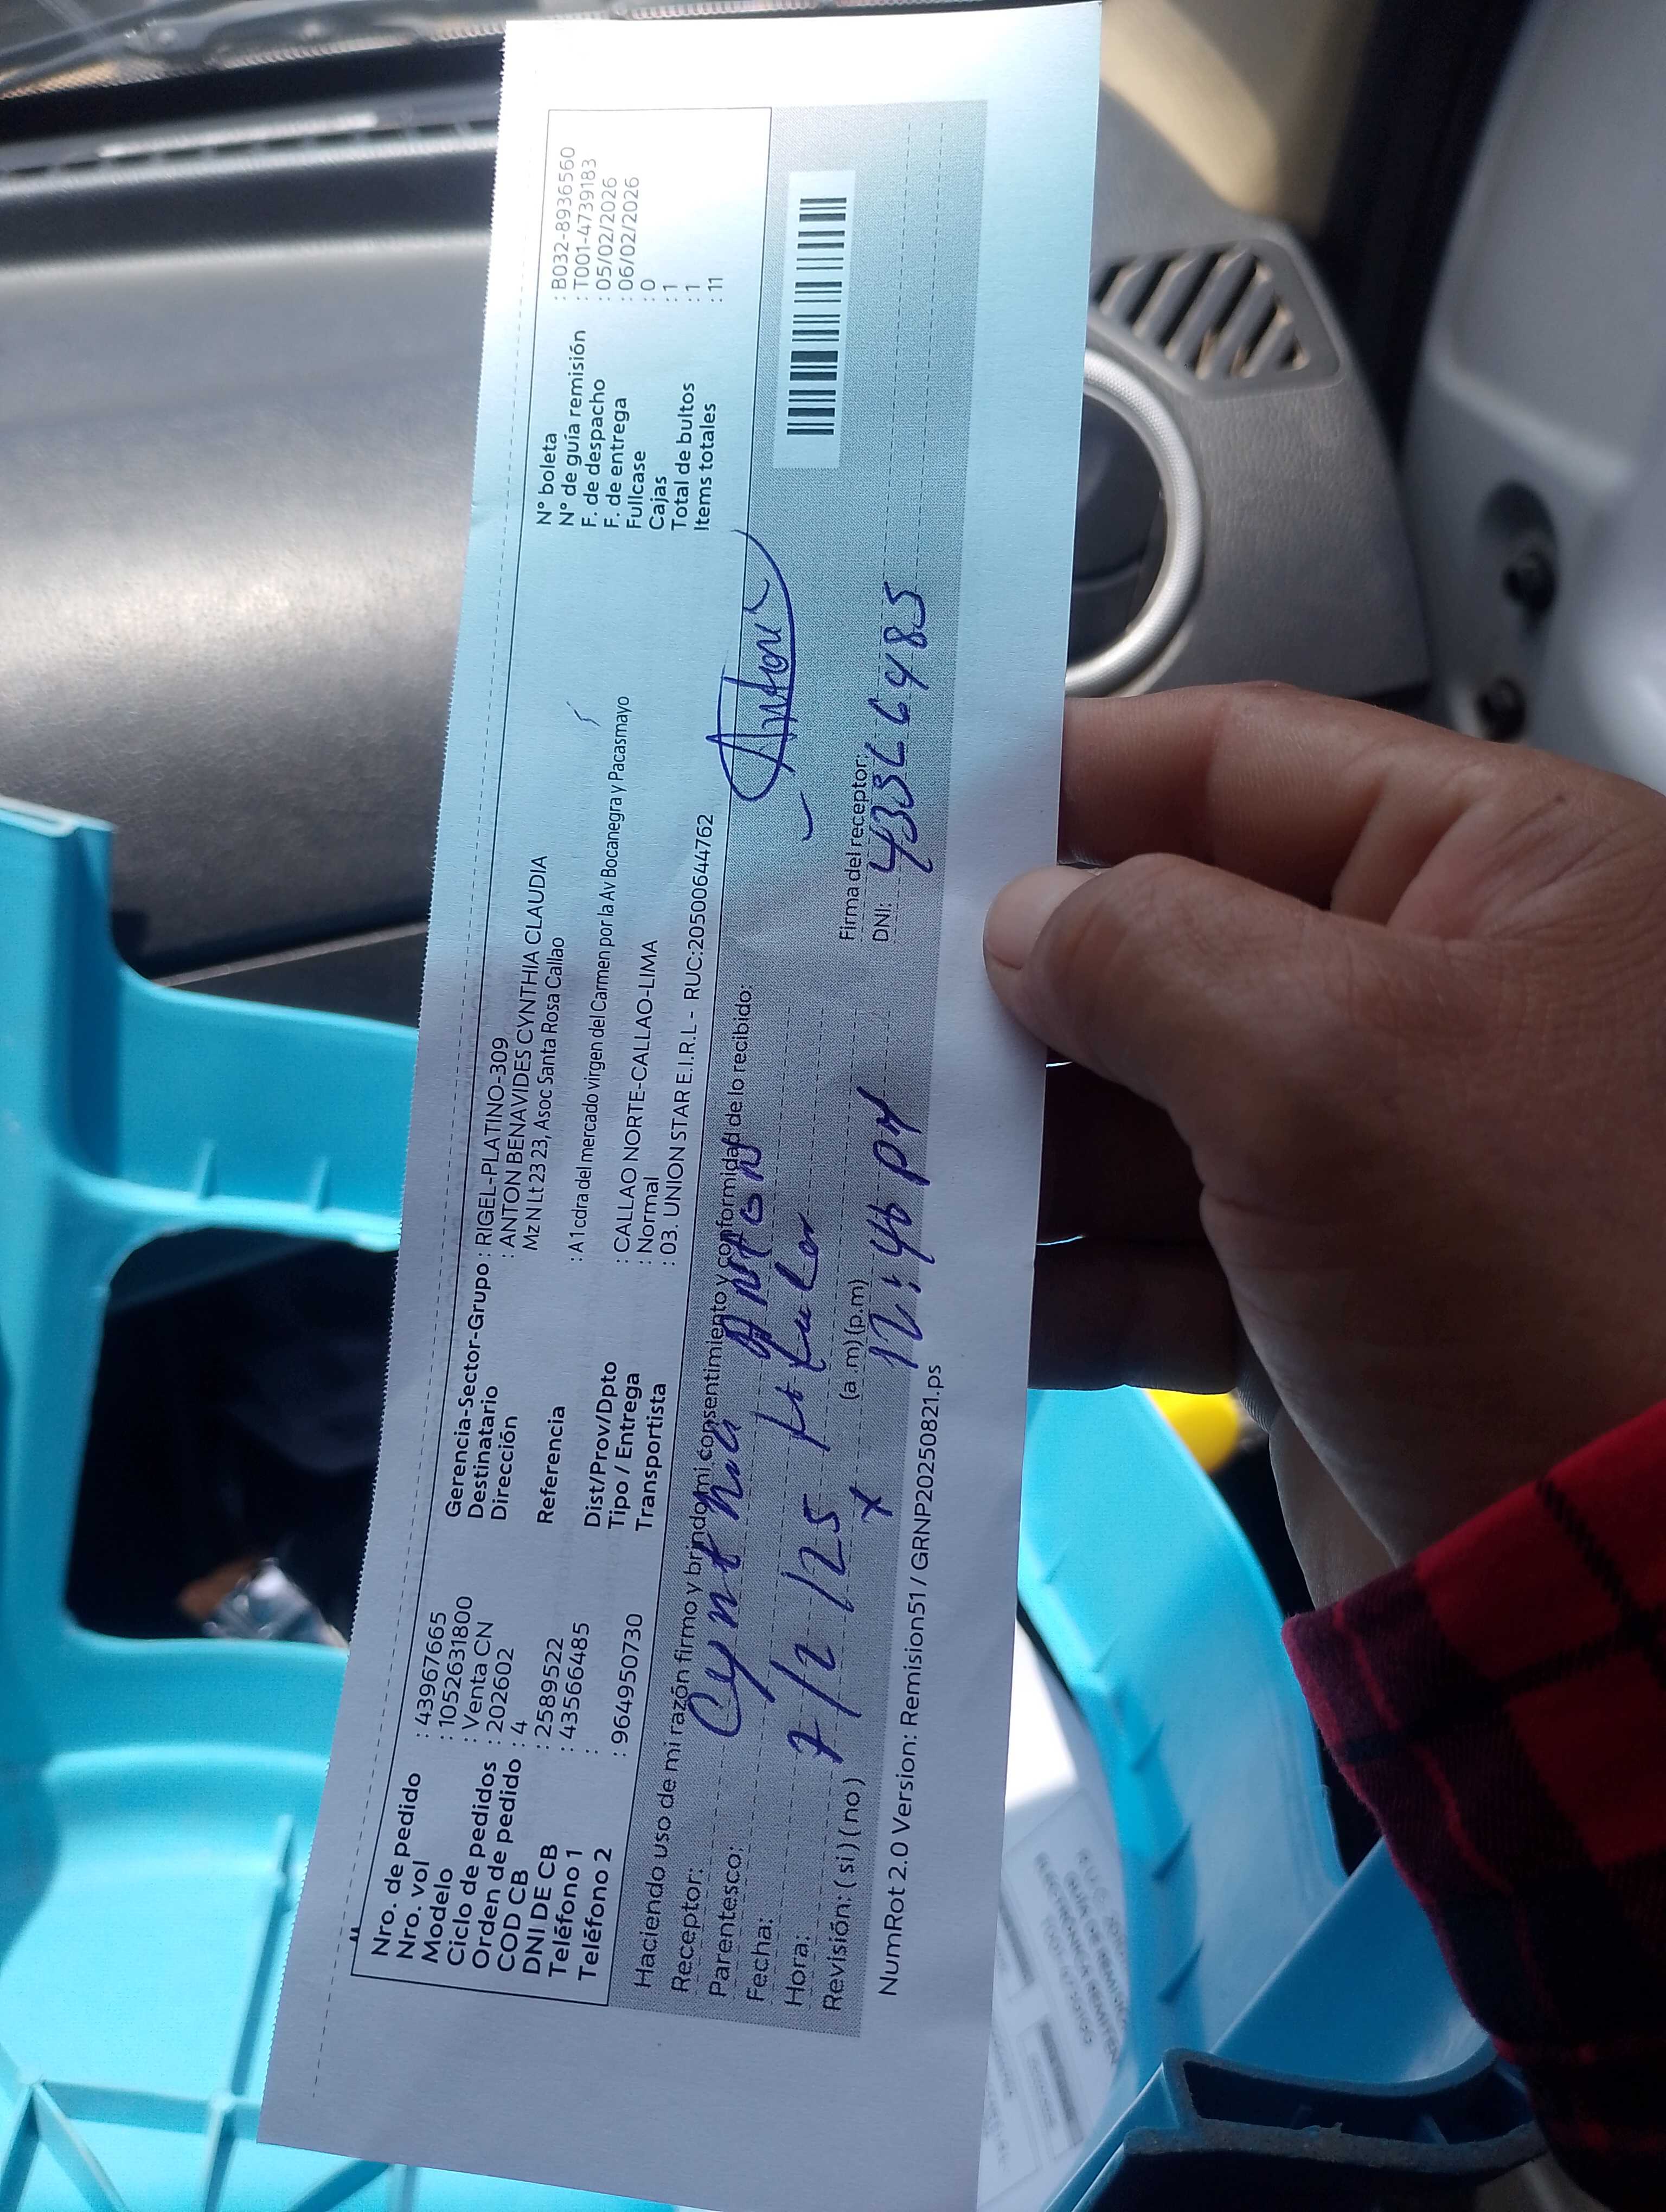 Nro. de pedido : 439677665
Nro. vol : 1052631800
Modelo : Venta CN
Ciclo de pedidos : 202602
Orden de pedido : 4
COD CB : 2589522
DNI DE CB : 43566485
Teléfono 1 :
Teléfono 2 : 964950730
Gerencia-Sector-Grupo : RIGEL-PLATINO-309
Destinatario : ANTON BENAVIDES CYNTHIA CLAUDIA
Dirección Mz N Lt 23 23, Asoc Santa Rosa Callao
Referencia : A 1 cdra del mercado virgen del Carmen por la Av Bocanegra y Pacasmayo
Dist/Prov/Dpto : CALLAO NORTE-CALLAO-LIMA
Tipo / Entrega : Normal
Transportista : 03. UNION STAR E.I.R.L - RUC:20500644762
N° boleta : B032-8936560
N° de guía remisión : T001-4739183
F. de despacho : 05/02/2026
F. de entrega : 06/02/2026
Fullcase : 0
Cajas : 1
Total de bultos : 1
Items totales : 11
Haciendo uso de mi razón firmo y brindo mi consentimiento y conformidad de lo recibido:
Receptor: Cynthia Anton
Parentesco: titular
Fecha: 7/2/25
Hora: (a .m) (p.m) 12:46 PM
Revisión: ( si ) ( no ) x
Firma del receptor: Anton
DNI: 43566485
NumRot 2.0 Version: Remision51 / GRNP20250821.ps